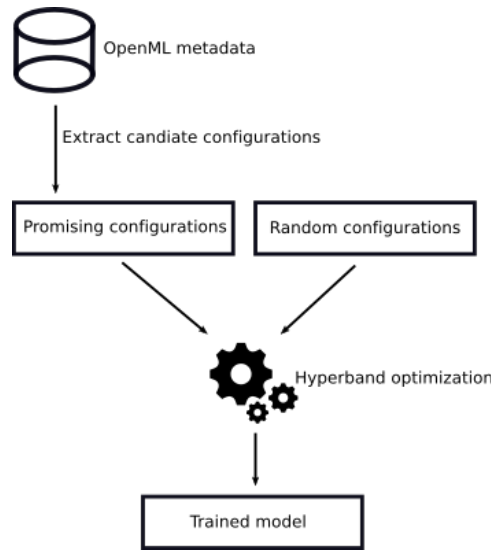 OpenML metadata
Extract candiate configurations
Promising configurations
Random configurations
Hyperband optimization
Trained model